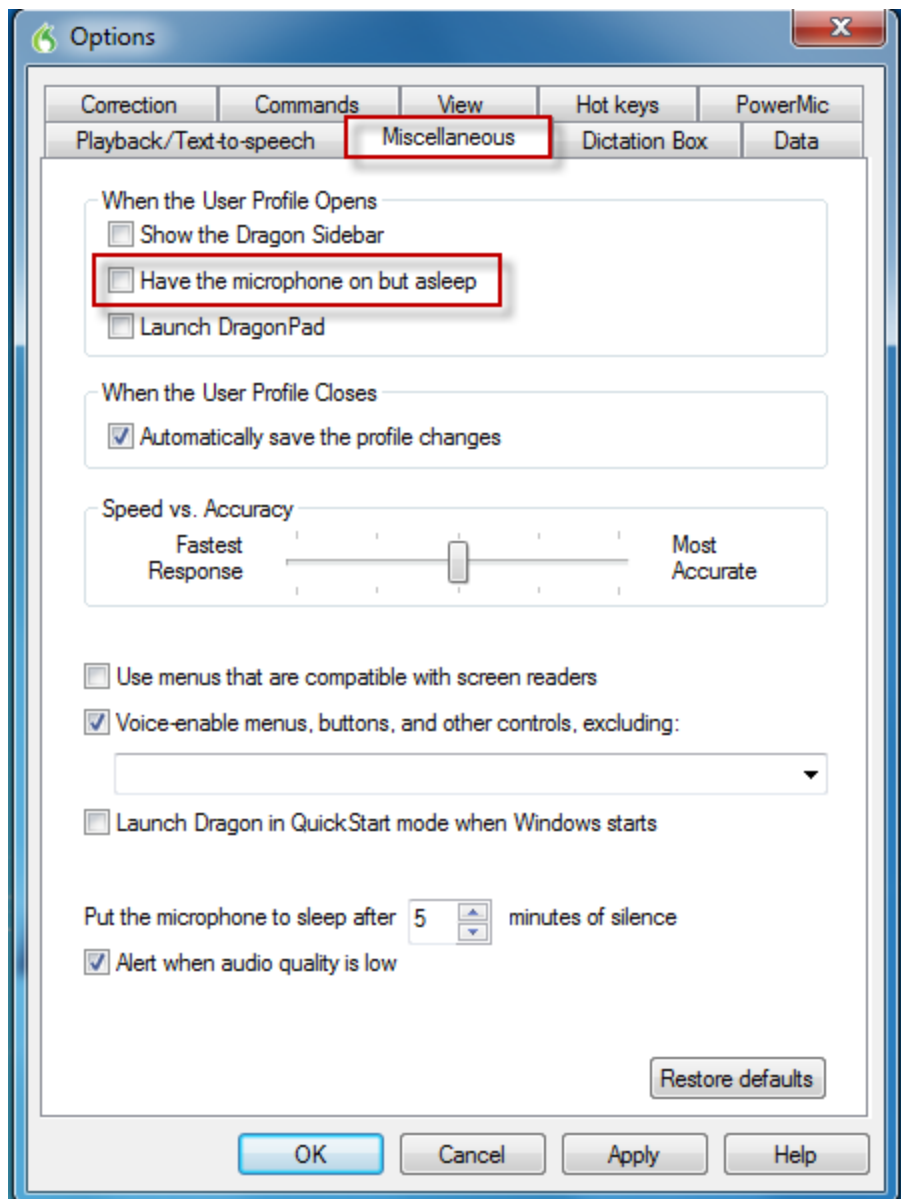 Options
Correction Commands View Hot keys PowerMic
Playback/Text-to-speech Miscellaneous Dictation Box Data
When the User Profile Opens
Show the Dragon Sidebar
Have the microphone on but asleep
Launch DragonPad
When the User Profile Closes
Automatically save the profile changes
Speed vs. Accuracy
Fastest Most
Response Accurate
Use menus that are compatible with screen readers
Voice-enable menus, buttons, and other controls, excluding:
Launch Dragon in QuickStart mode when Windows starts
Put the microphone to sleep after 5 minutes of silence
Alert when audio quality is low
Restore defaults
OK Cancel Apply Help